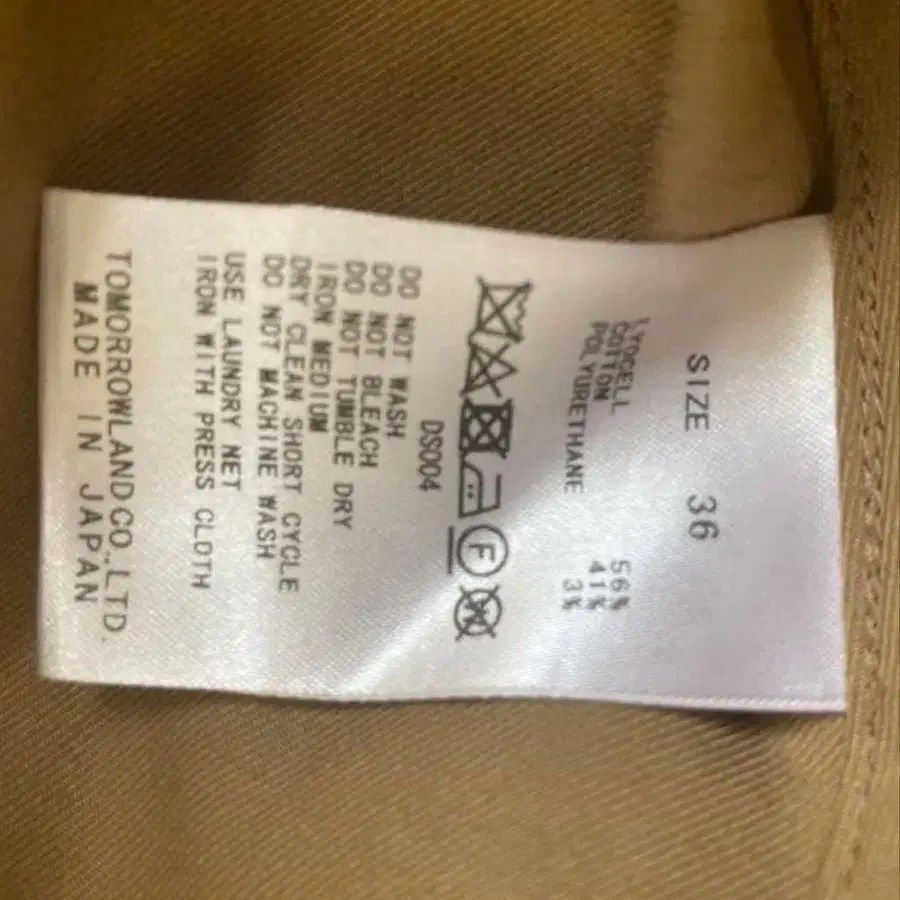 SIZE 36
LYOCELL 56%
COTTON 41%
POLYURETHANE 3%
F
W
DS004
DO NOT WASH
DO NOT BLEACH
DO NOT TUMBLE DRY
IRON MEDIUM
DRY CLEAN SHORT CYCLE
DO NOT MACHINE WASH
USE LAUNDRY NET
IRON WITH PRESS CLOTH
TOMORROWLAND CO.,LTD.
MADE IN JAPAN